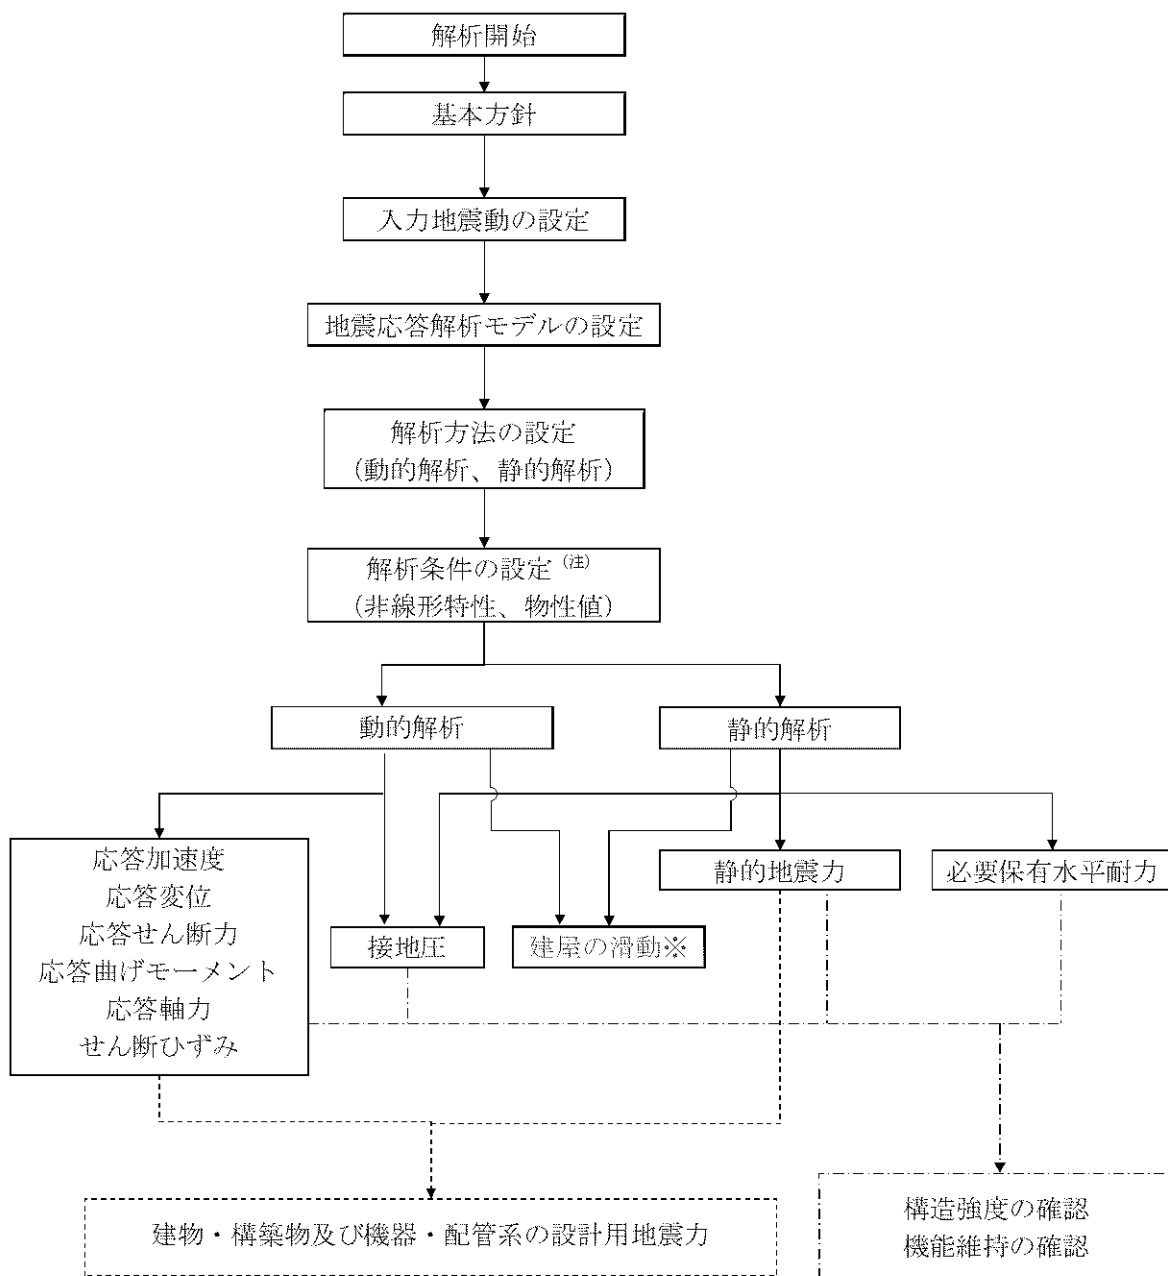 解析開始
基本方針
入力地震動の設定
地震応答解析モデルの設定
解析方法の設定
(動的解析、静的解析)
解析条件の設定(注)
(非線形特性、物性値)
動的解析
静的解析
応答加速度
応答変位
応答せん断力
応答曲げモーメント
応答軸力
せん断ひずみ
接地圧
建屋の滑動※
静的地震力
必要保有水平耐力
建物・構築物及び機器・配管系の設計用地震力
構造強度の確認
機能維持の確認